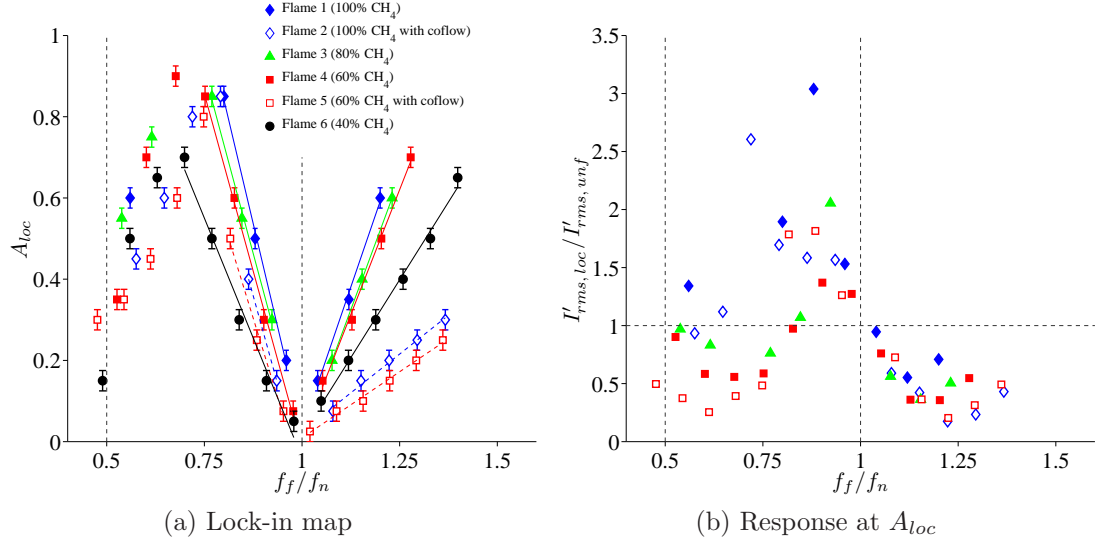 Flame 1 (100% CH4)
Flame 2 (100% CH4 with coflow)
Flame 3 (80% CH4)
Flame 4 (60% CH4)
Flame 5 (60% CH4 with coflow)
Flame 6 (40% CH4)
1
0.8
0.6
0.4
0.2
0
A_loc
0.5
0.75
1
1.25
1.5
f_f/f_n
(a) Lock-in map
3.5
3
2.5
2
1.5
1
0.5
0
I'_rms,loc/I'_rms,unf
0.5
0.75
1
1.25
1.5
f_f/f_n
(b) Response at A_loc